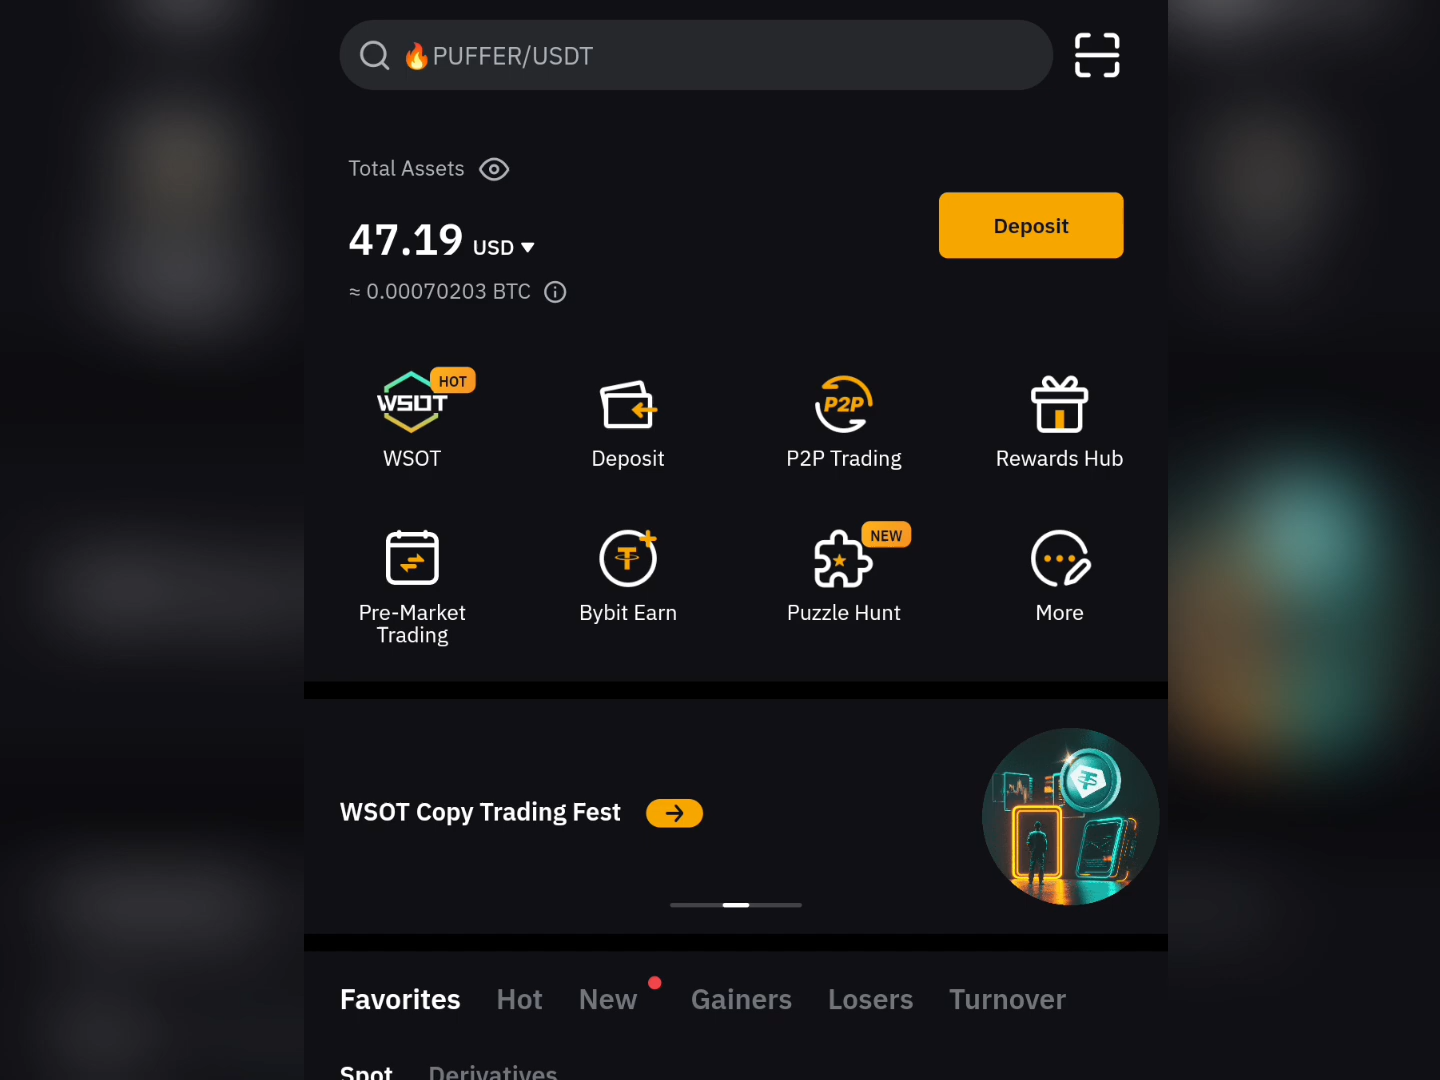 🔥PUFFER/USDT
Total Assets
47.19 USD
≈ 0.00070203 BTC
Deposit
HOT
WSOT
WSOT
Deposit
P2P
P2P Trading
Rewards Hub
Pre-Market
Trading
Bybit Earn
NEW
Puzzle Hunt
More
WSOT Copy Trading Fest
Favorites Hot New Gainers Losers Turnover
Spot Derivatives